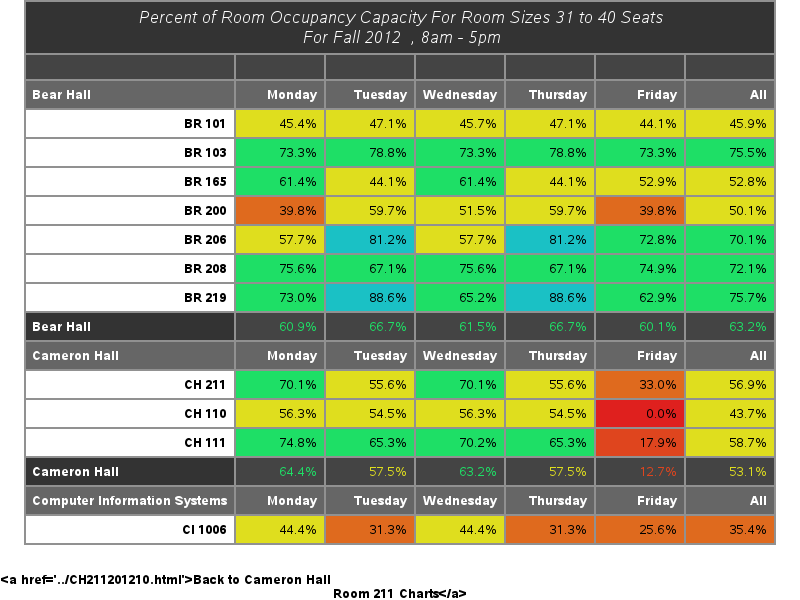 Percent of Room Occupancy Capacity For Room Sizes 31 to 40 Seats
For Fall 2012 , 8am - 5pm
Bear Hall Monday Tuesday Wednesday Thursday Friday All
BR 101 45.4% 47.1% 45.7% 47.1% 44.1% 45.9%
BR 103 73.3% 78.8% 73.3% 78.8% 73.3% 75.5%
BR 165 61.4% 44.1% 61.4% 44.1% 52.9% 52.8%
BR 200 39.8% 59.7% 51.5% 59.7% 39.8% 50.1%
BR 206 57.7% 81.2% 57.7% 81.2% 72.8% 70.1%
BR 208 75.6% 67.1% 75.6% 67.1% 74.9% 72.1%
BR 219 73.0% 88.6% 65.2% 88.6% 62.9% 75.7%
Bear Hall 60.9% 66.7% 61.5% 66.7% 60.1% 63.2%
Cameron Hall Monday Tuesday Wednesday Thursday Friday All
CH 211 70.1% 55.6% 70.1% 55.6% 33.0% 56.9%
CH 110 56.3% 54.5% 56.3% 54.5% 0.0% 43.7%
CH 111 74.8% 65.3% 70.2% 65.3% 17.9% 58.7%
Cameron Hall 64.4% 57.5% 63.2% 57.5% 12.7% 53.1%
Computer Information Systems Monday Tuesday Wednesday Thursday Friday All
CI 1006 44.4% 31.3% 44.4% 31.3% 25.6% 35.4%
<a href='../CH211201210.html'>Back to Cameron Hall
Room 211 Charts</a>